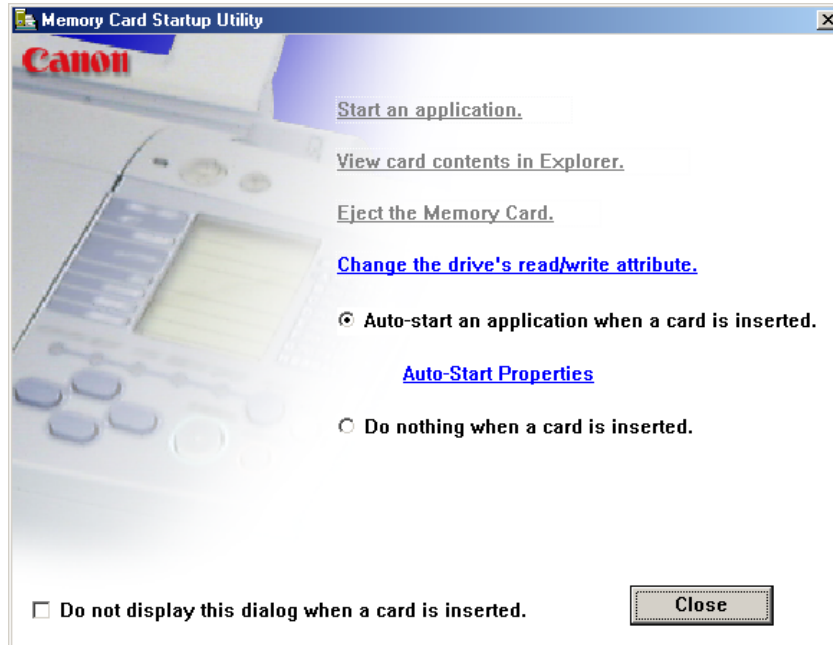 Memory Card Startup Utility
Canon
Start an application.
View card contents in Explorer.
Eject the Memory Card.
Change the drive's read/write attribute.
Auto-start an application when a card is inserted.
Auto-Start Properties
Do nothing when a card is inserted.
Do not display this dialog when a card is inserted.
Close